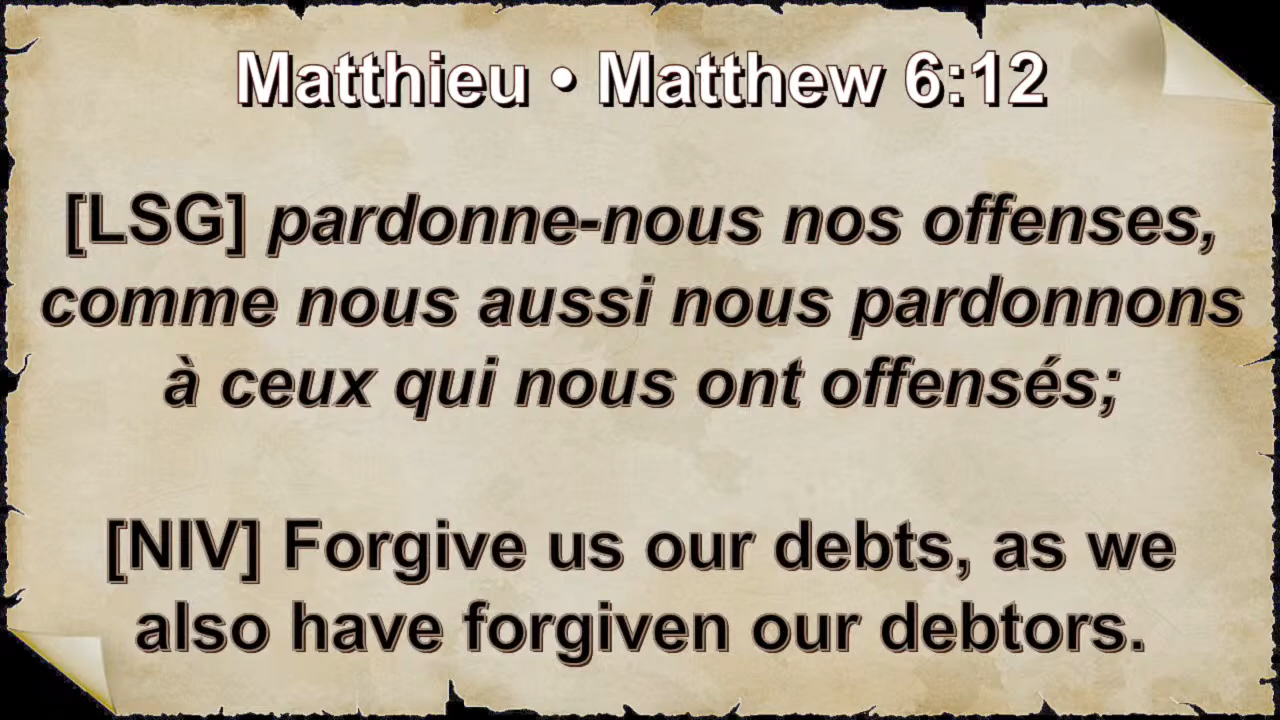 Matthieu • Matthew 6:12
[LSG] pardonne-nous nos offenses,
comme nous aussi nous pardonnons
à ceux qui nous ont offensés;
[NIV] Forgive us our debts, as we
also have forgiven our debtors.